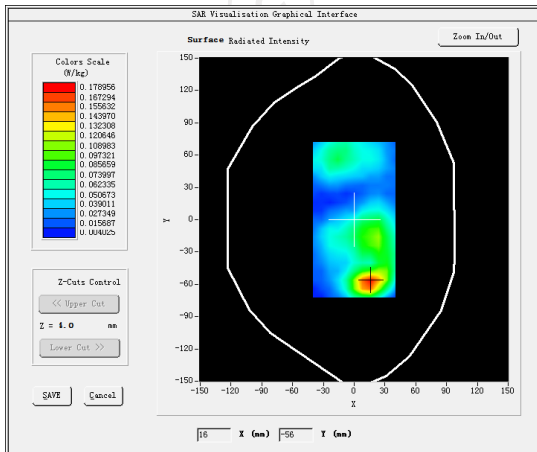 SAR Visualisation Graphical Interface
Surface Radiated Intensity
Zoom In/Out
Colors Scale
(W/kg)
0.178956
0.167294
0.155632
0.143970
0.132308
0.120646
0.108983
0.097321
0.085659
0.073997
0.062335
0.050673
0.039011
0.027349
0.015687
0.004025
Z-Cuts Control
<< Upper Cut
Z = 4.0 mm
Lower Cut >>
SAVE
Cancel
150
120
90
60
30
0
-30
-60
-90
-120
-150
Y
-150 -120 -90 -60 -30 0 30 60 90 120 150
X
16 X (mm) -56 Y (mm)